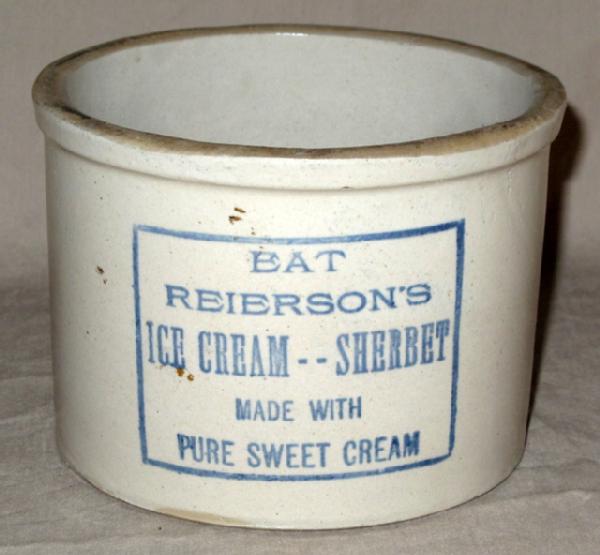 EAT
REIERSON'S
ICE CREAM -- SHERBET
MADE WITH
PURE SWEET CREAM